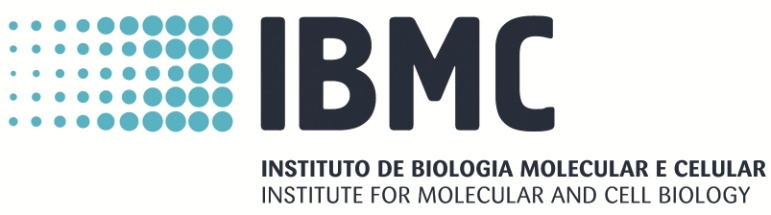 IBMC
INSTITUTO DE BIOLOGIA MOLECULAR E CELULAR
INSTITUTE FOR MOLECULAR AND CELL BIOLOGY